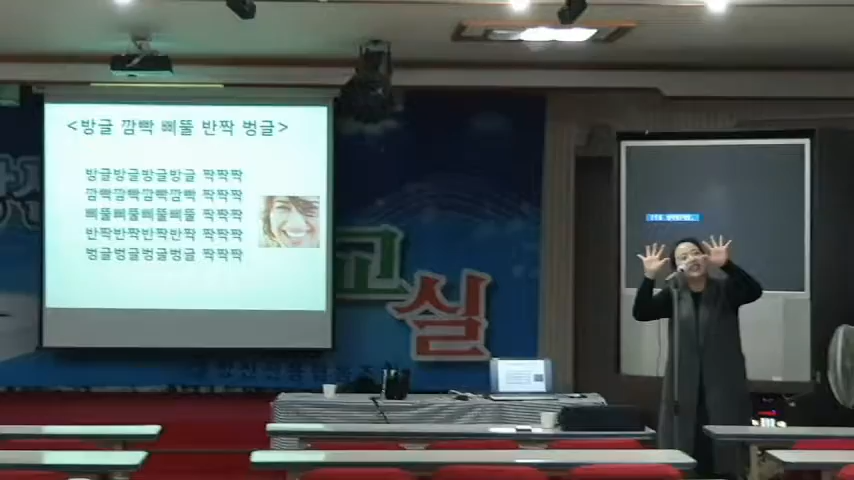 <방글 깜빡 삐뚤 반짝 벙글>
방글방글방글방글 짝짝짝
깜빡깜빡깜빡깜빡 짝짝짝
삐뚤삐뚤삐뚤삐뚤 짝짝짝
반짝반짝반짝반짝 짝짝짝
벙글벙글벙글벙글 짝짝짝
교
실